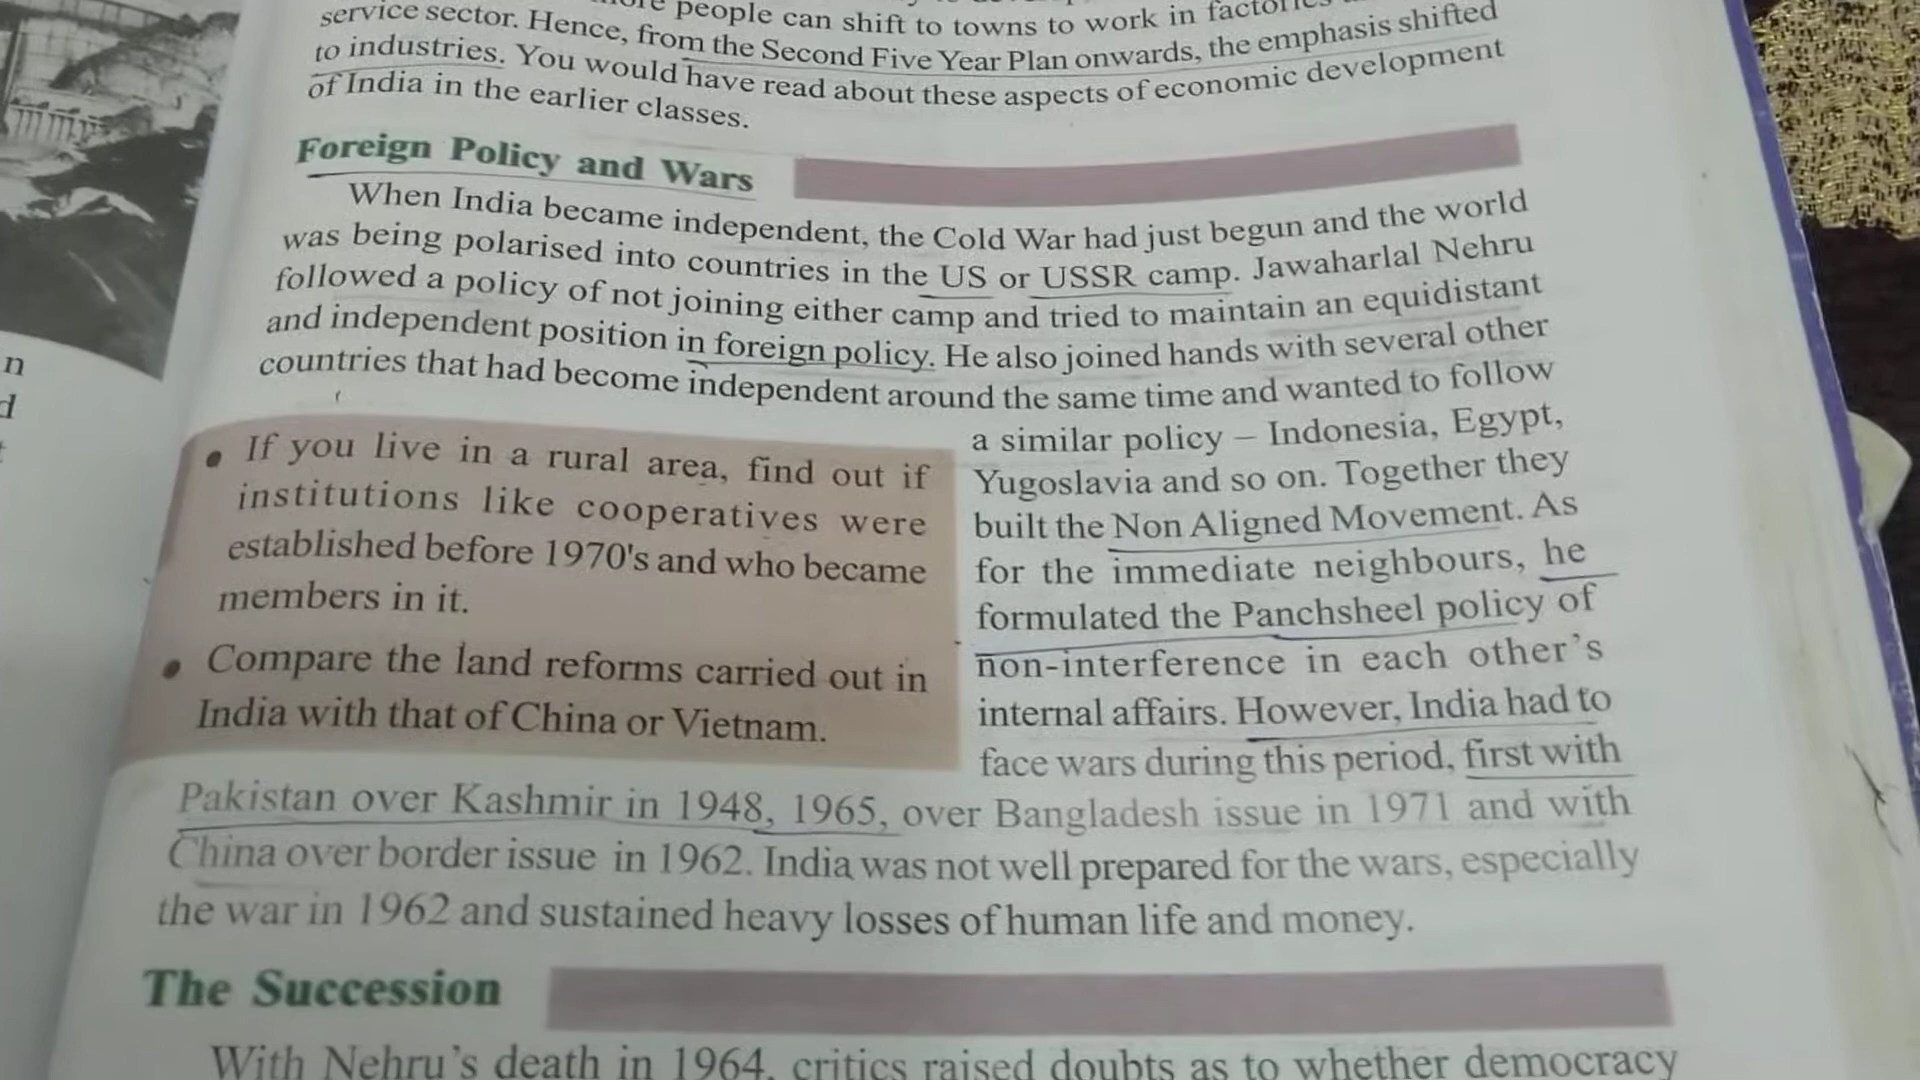 people can shift to towns to work in
service sector. Hence, from the Second Five Year Plan onwards, the emphasis shifted
to industries. You would have read about these aspects of economic development
of India in the earlier classes.
Foreign Policy and Wars
When India became independent, the Cold War had just begun and the world
was being polarised into countries in the US or USSR camp. Jawaharlal Nehru
followed a policy of not joining either camp and tried to maintain an equidistant
and independent position in foreign policy. He also joined hands with several other
countries that had become independent around the same time and wanted to follow
a similar policy – Indonesia, Egypt,
Yugoslavia and so on. Together they
built the Non Aligned Movement. As
for the immediate neighbours, he
formulated the Panchsheel policy of
non-interference in each other's
internal affairs. However, India had to
face wars during this period, first with
Pakistan over Kashmir in 1948, 1965, over Bangladesh issue in 1971 and with
China over border issue in 1962. India was not well prepared for the wars, especially
the war in 1962 and sustained heavy losses of human life and money.
• If you live in a rural area, find out if
institutions like cooperatives were
established before 1970's and who became
members in it.
• Compare the land reforms carried out in
India with that of China or Vietnam.
The Succession
With Nehru's death in 1964, critics raised doubts as to whether democracy